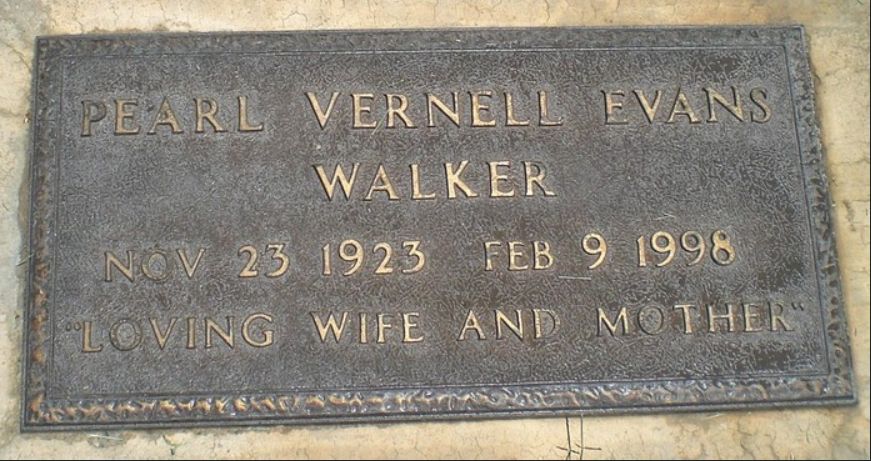 PEARL VERNELL EVANS
WALKER
NOV 23 1923 FEB 9 1998
"LOVING WIFE AND MOTHER"